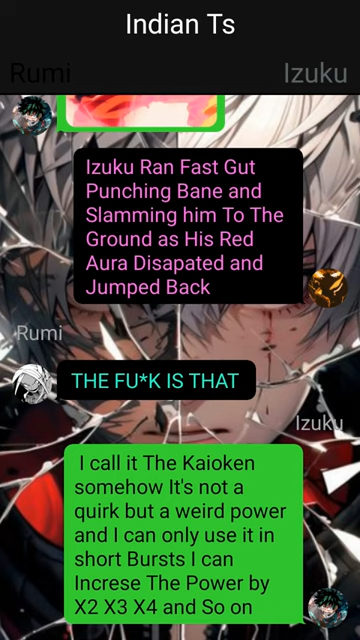 Indian Ts
Rumi
Izuku
Izuku Ran Fast Gut
Punching Bane and
Slamming him To The
Ground as His Red
Aura Disapated and
Jumped Back
Rumi
THE FU*K IS THAT
Izuku
I call it The Kaioken
somehow It's not a
quirk but a weird power
and I can only use it in
short Bursts I can
Increse The Power by
X2 X3 X4 and So on